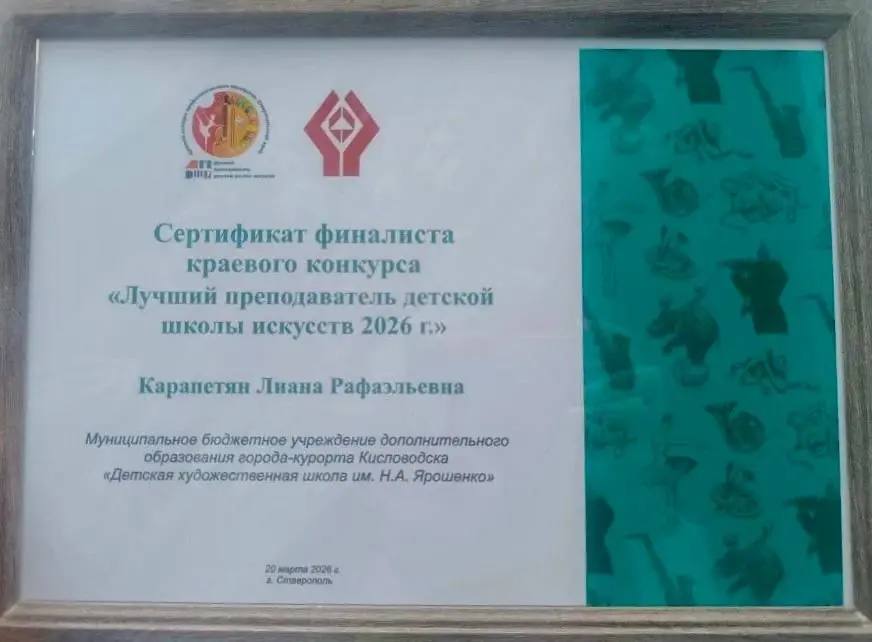 Сертификат финалиста
краевого конкурса
«Лучший преподаватель детской
школы искусств 2026 г.»
Карапетян Лиана Рафаэльевна
Муниципальное бюджетное учреждение дополнительного
образования города-курорта Кисловодска
«Детская художественная школа им. Н.А. Ярошенко»
20 марта 2026 г.
г. Ставрополь